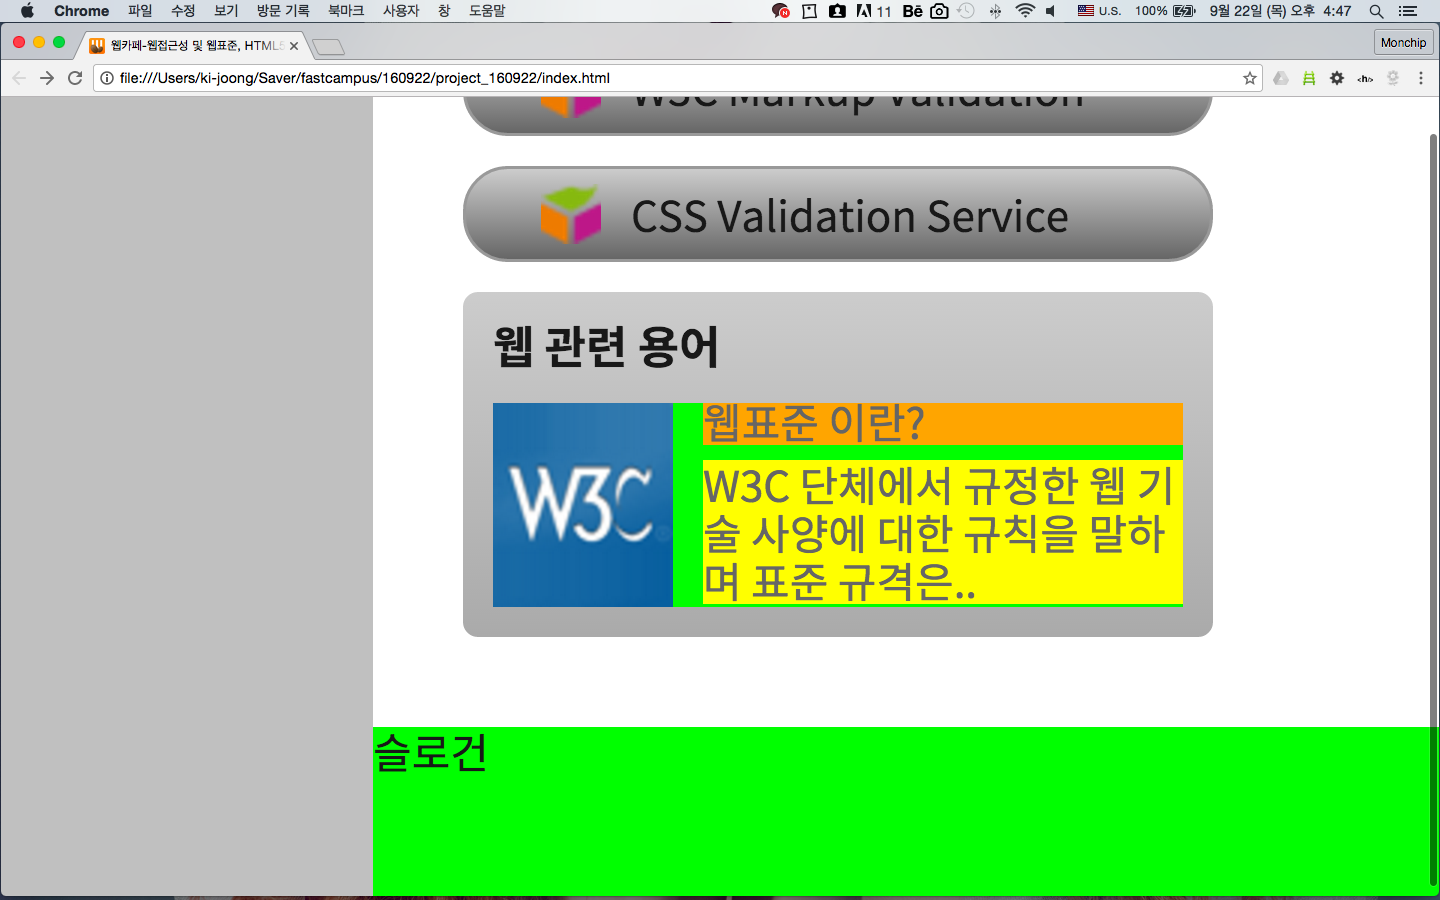 Chrome 파일 수정 보기 방문 기록 북마크 사용자 창 도움말 11 Bē U.S. 100% 9월 22일 (목) 오후 4:47
웹카페-웹접근성 및 웹표준, HTML5 Monchip
file:///Users/ki-joong/Saver/fastcampus/160922/project_160922/index.html <h/>
W3C Markup Validation
CSS Validation Service
웹 관련 용어
W3C
웹표준 이란?
W3C 단체에서 규정한 웹 기
술 사양에 대한 규칙을 말하
며 표준 규격은..
슬로건